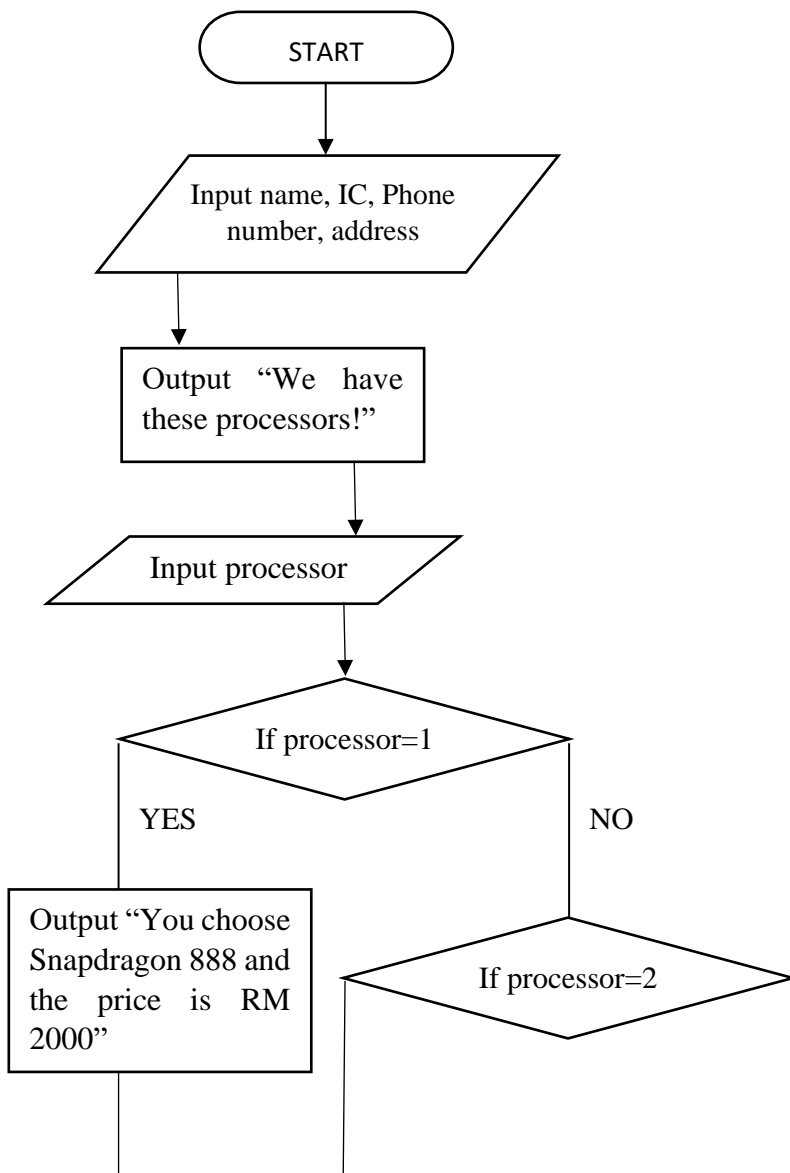 START
Input name, IC, Phone
number, address
Output “We have
these processors!”
Input processor
If processor=1
YES
NO
Output “You choose
Snapdragon 888 and
the price is RM
2000”
If processor=2